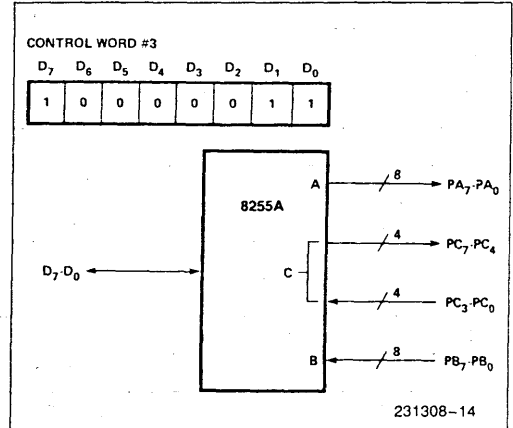 CONTROL WORD #3
D7 D6 D5 D4 D3 D2 D1 D0
1 0 0 0 0 0 1 1
8255A
A 8 PA7-PA0
4 PC7-PC4
D7-D0 C
4 PC3-PC0
B 8 PB7-PB0
231308-14